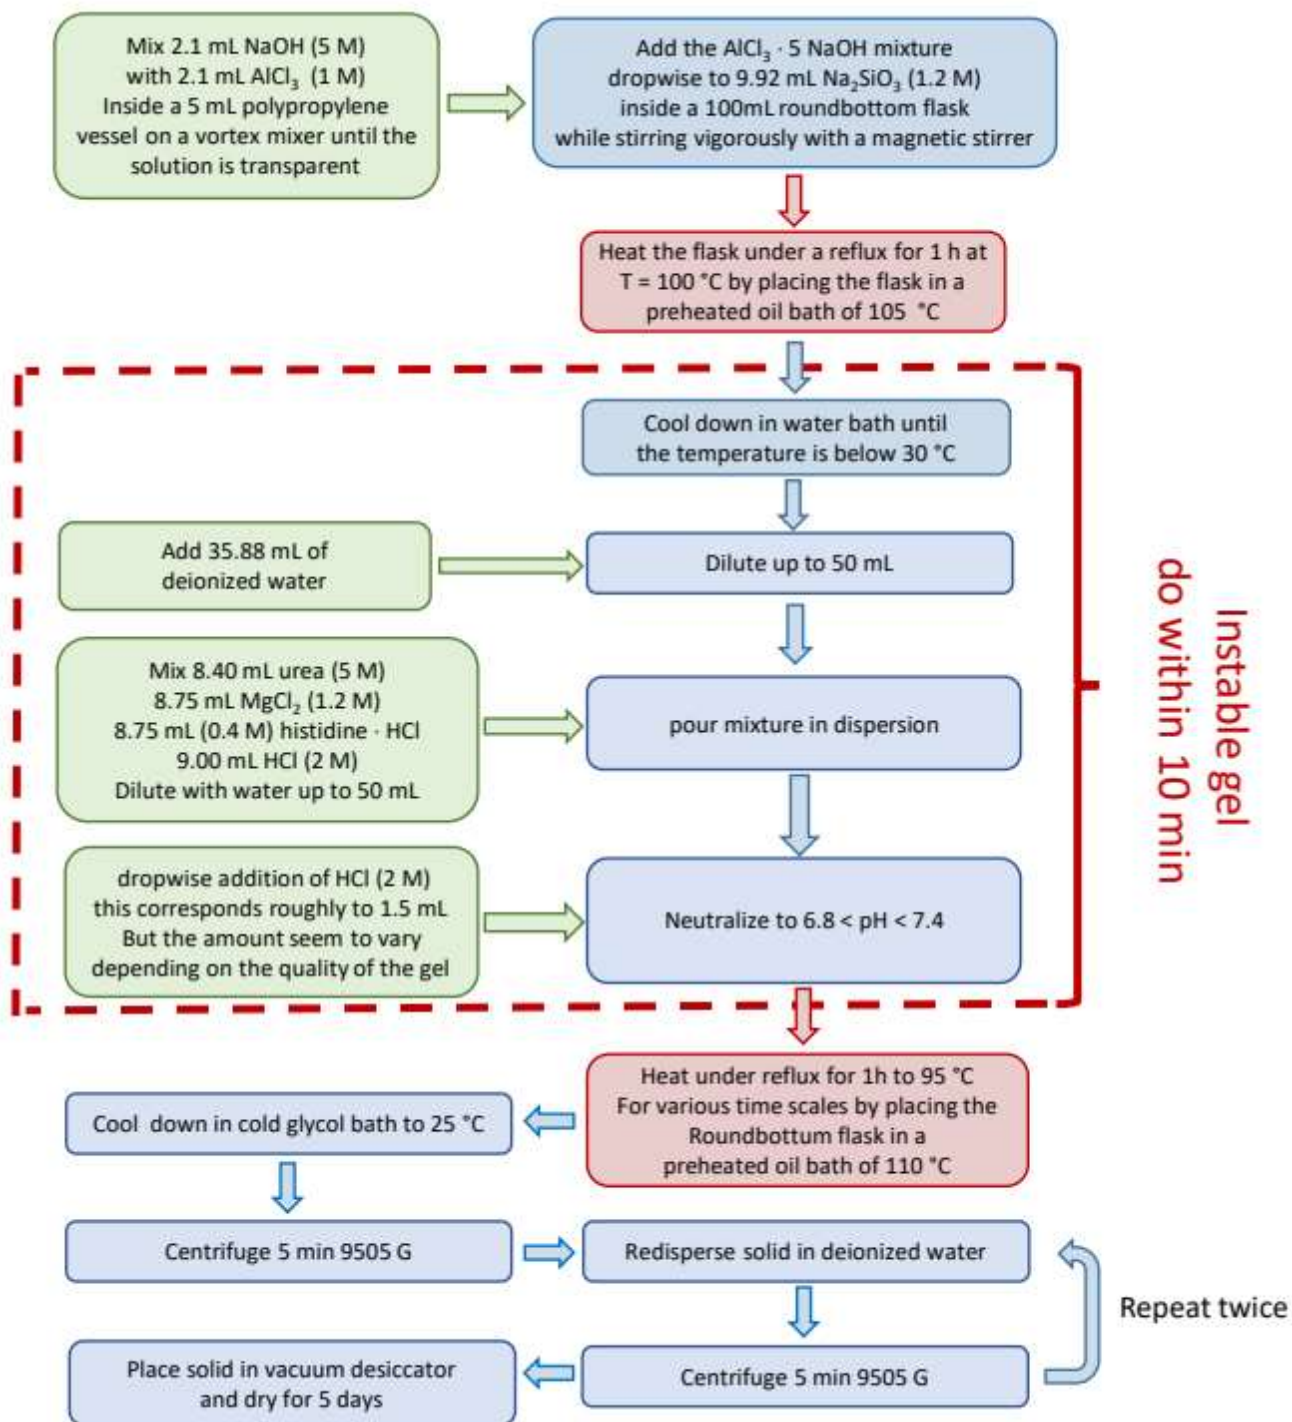 Mix 2.1 mL NaOH (5 M)
with 2.1 mL AlCl₃ (1 M)
Inside a 5 mL polypropylene
vessel on a vortex mixer until the
solution is transparent
Add the AlCl₃ · 5 NaOH mixture
dropwise to 9.92 mL Na₂SiO₃ (1.2 M)
inside a 100mL roundbottom flask
while stirring vigorously with a magnetic stirrer
Heat the flask under a reflux for 1 h at
T = 100 °C by placing the flask in a
preheated oil bath of 105 °C
Cool down in water bath until
the temperature is below 30 °C
Add 35.88 mL of
deionized water
Dilute up to 50 mL
Mix 8.40 mL urea (5 M)
8.75 mL MgCl₂ (1.2 M)
8.75 mL (0.4 M) histidine · HCl
9.00 mL HCl (2 M)
Dilute with water up to 50 mL
pour mixture in dispersion
dropwise addition of HCl (2 M)
this corresponds roughly to 1.5 mL
But the amount seem to vary
depending on the quality of the gel
Neutralize to 6.8 < pH < 7.4
Instable gel
do within 10 min
Heat under reflux for 1h to 95 °C
For various time scales by placing the
Roundbottum flask in a
preheated oil bath of 110 °C
Cool down in cold glycol bath to 25 °C
Centrifuge 5 min 9505 G
Redisperse solid in deionized water
Repeat twice
Centrifuge 5 min 9505 G
Place solid in vacuum desiccator
and dry for 5 days